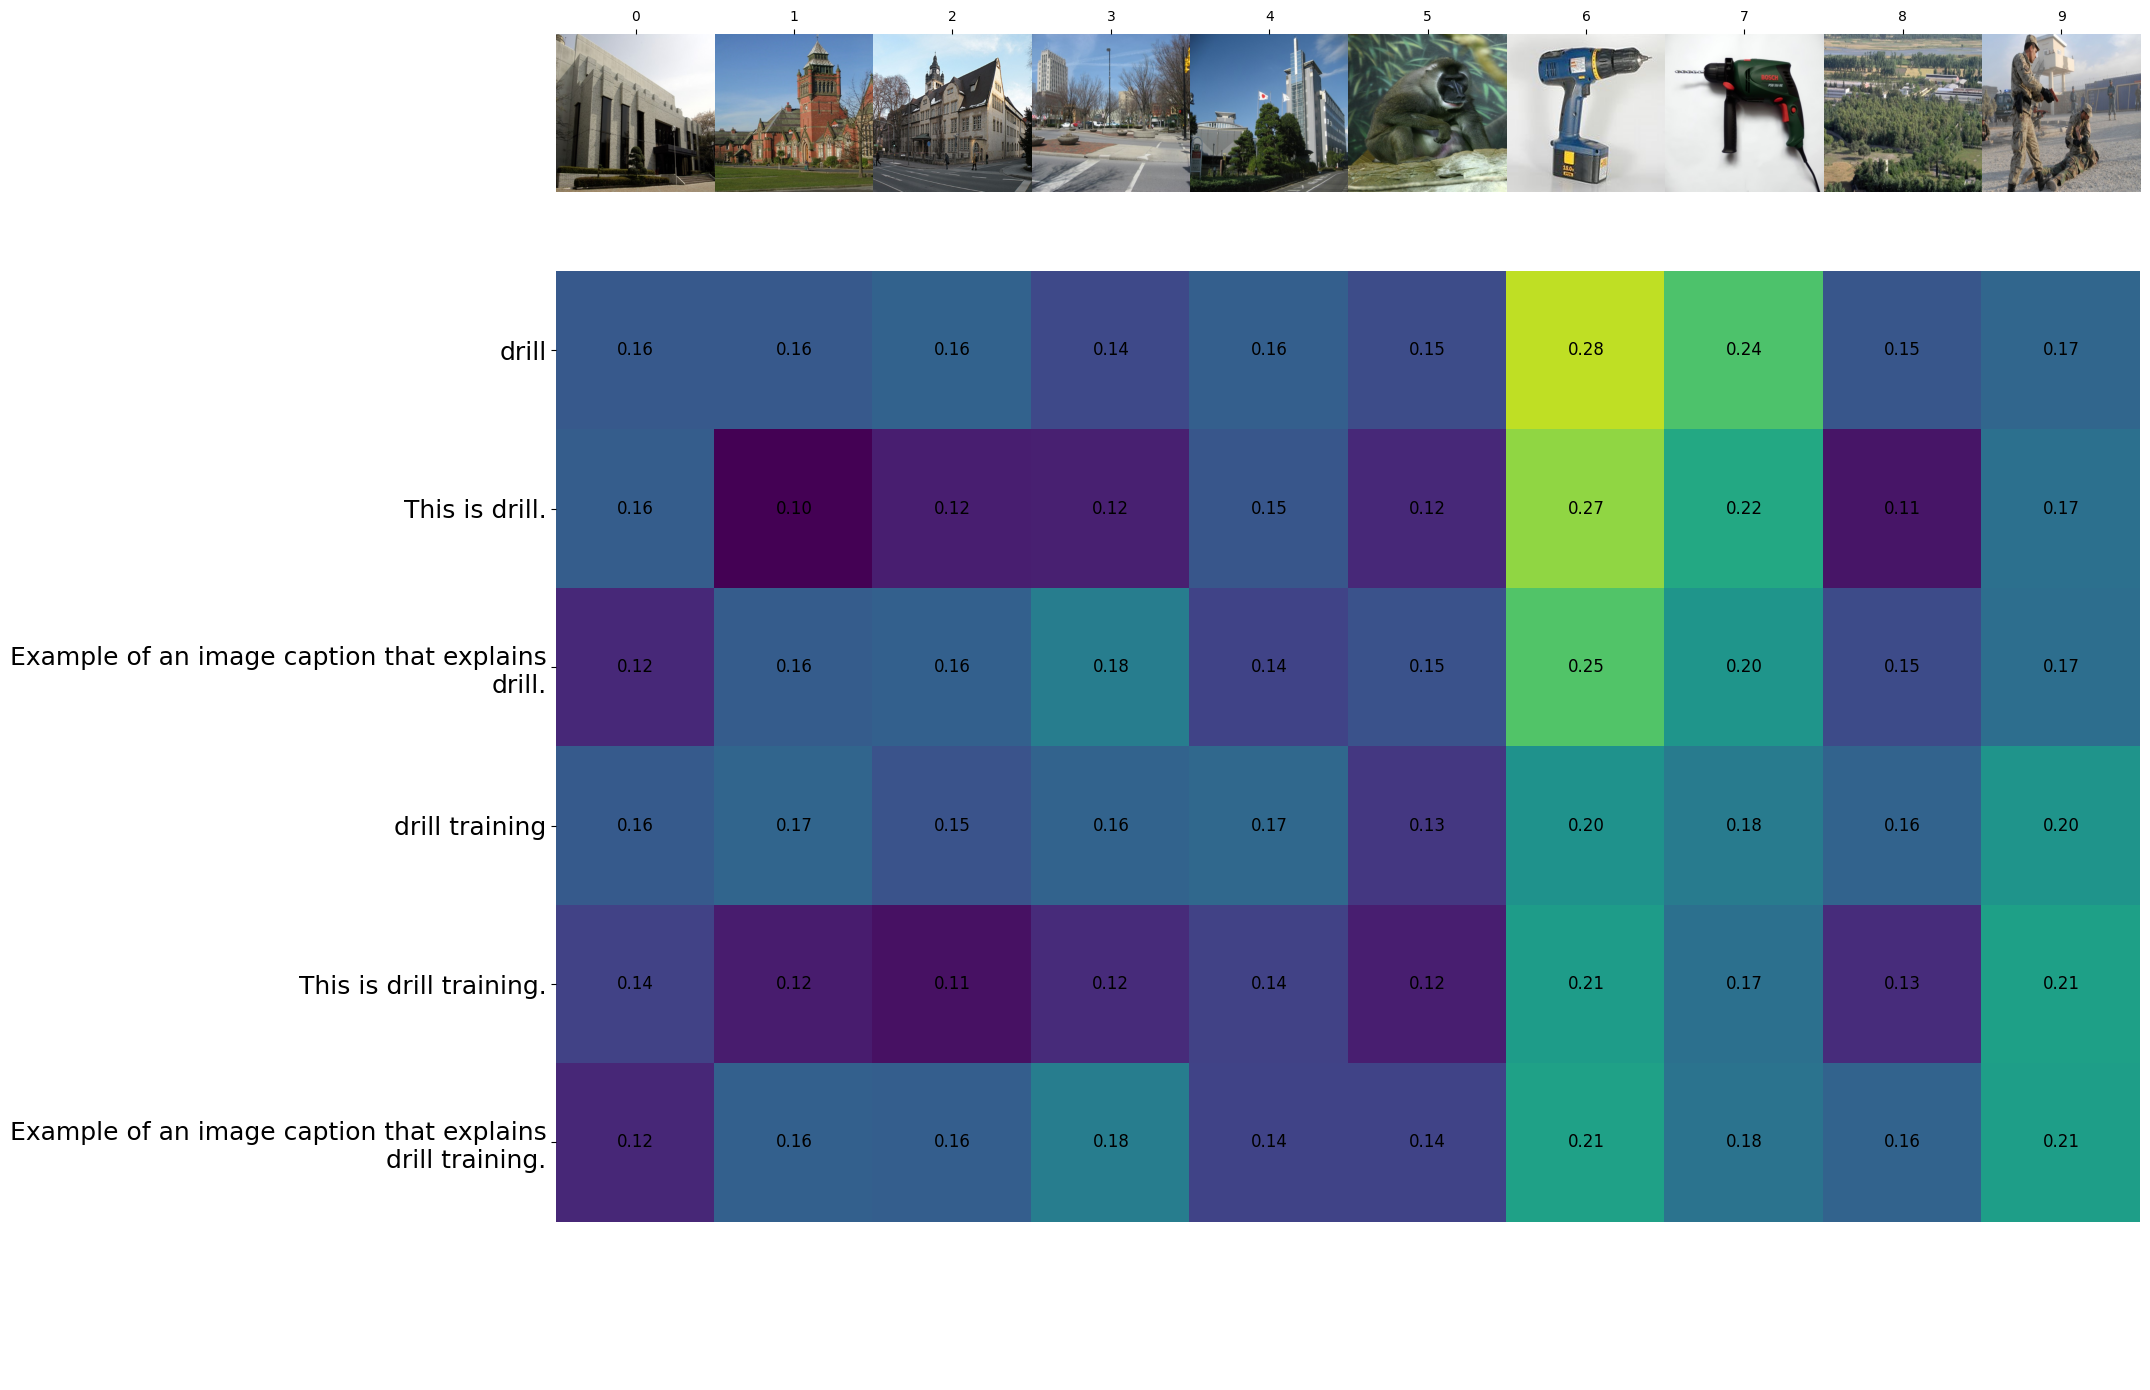 0 1 2 3 4 5 6 7 8 9
BOSCH
drill 0.16 0.16 0.16 0.14 0.16 0.15 0.28 0.24 0.15 0.17
This is drill. 0.16 0.10 0.12 0.12 0.15 0.12 0.27 0.22 0.11 0.17
Example of an image caption that explains
drill. 0.12 0.16 0.16 0.18 0.14 0.15 0.25 0.20 0.15 0.17
drill training 0.16 0.17 0.15 0.16 0.17 0.13 0.20 0.18 0.16 0.20
This is drill training. 0.14 0.12 0.11 0.12 0.14 0.12 0.21 0.17 0.13 0.21
Example of an image caption that explains
drill training. 0.12 0.16 0.16 0.18 0.14 0.14 0.21 0.18 0.16 0.21